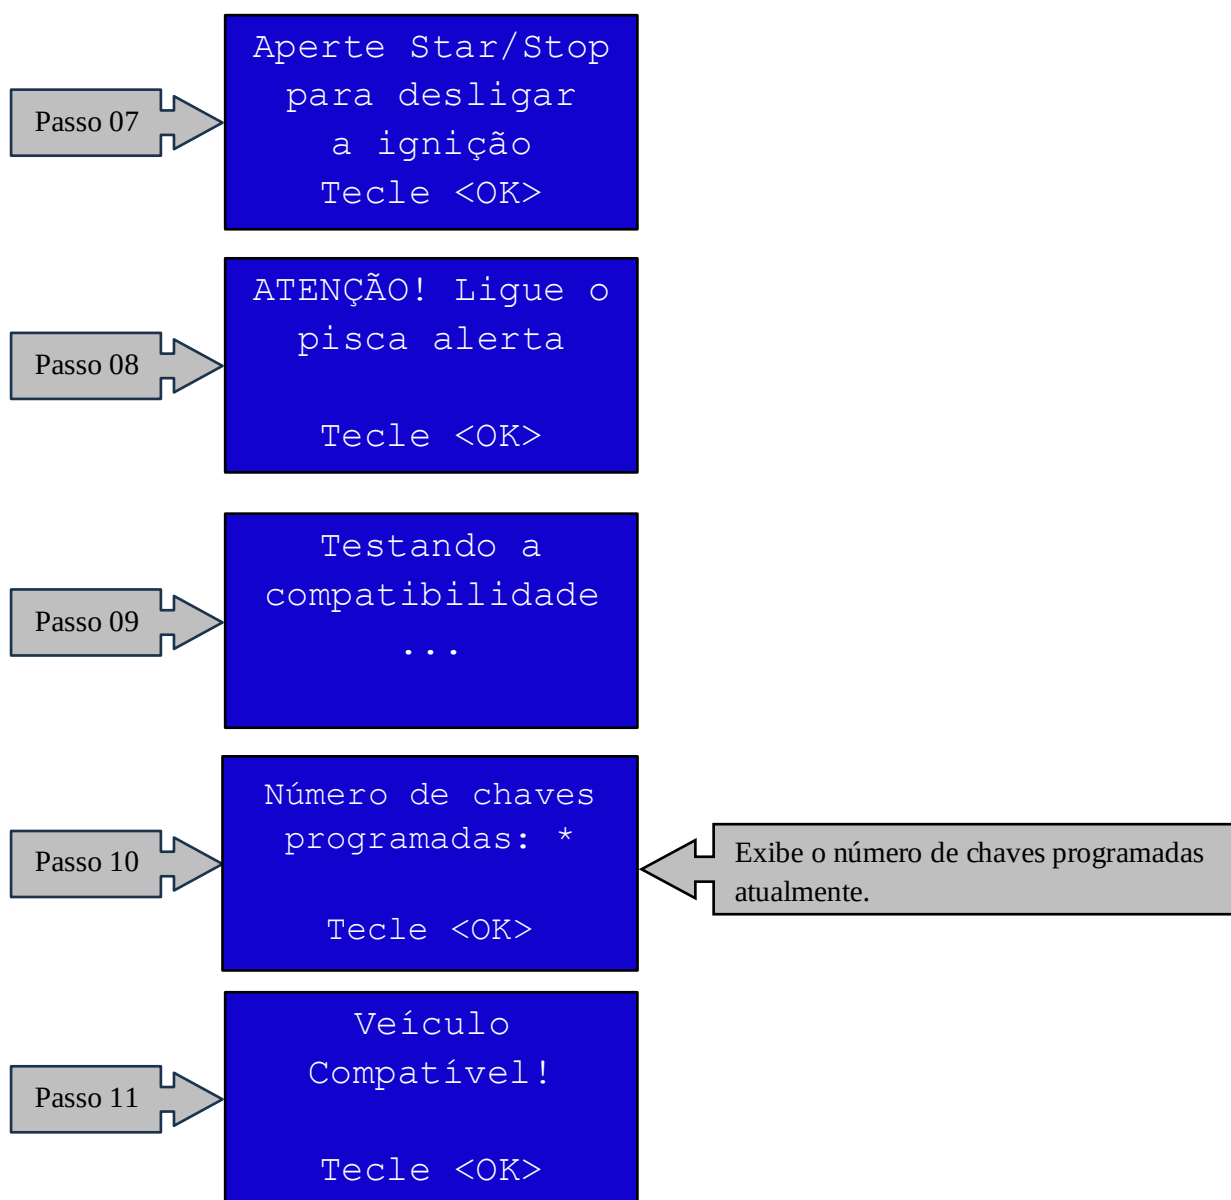 Passo 07
Aperte Star/Stop
para desligar
a ignição
Tecle <OK>
Passo 08
ATENÇÃO! Ligue o
pisca alerta
Tecle <OK>
Passo 09
Testando a
compatibilidade
...
Passo 10
Número de chaves
programadas: *
Tecle <OK>
Exibe o número de chaves programadas
atualmente.
Passo 11
Veículo
Compatível!
Tecle <OK>